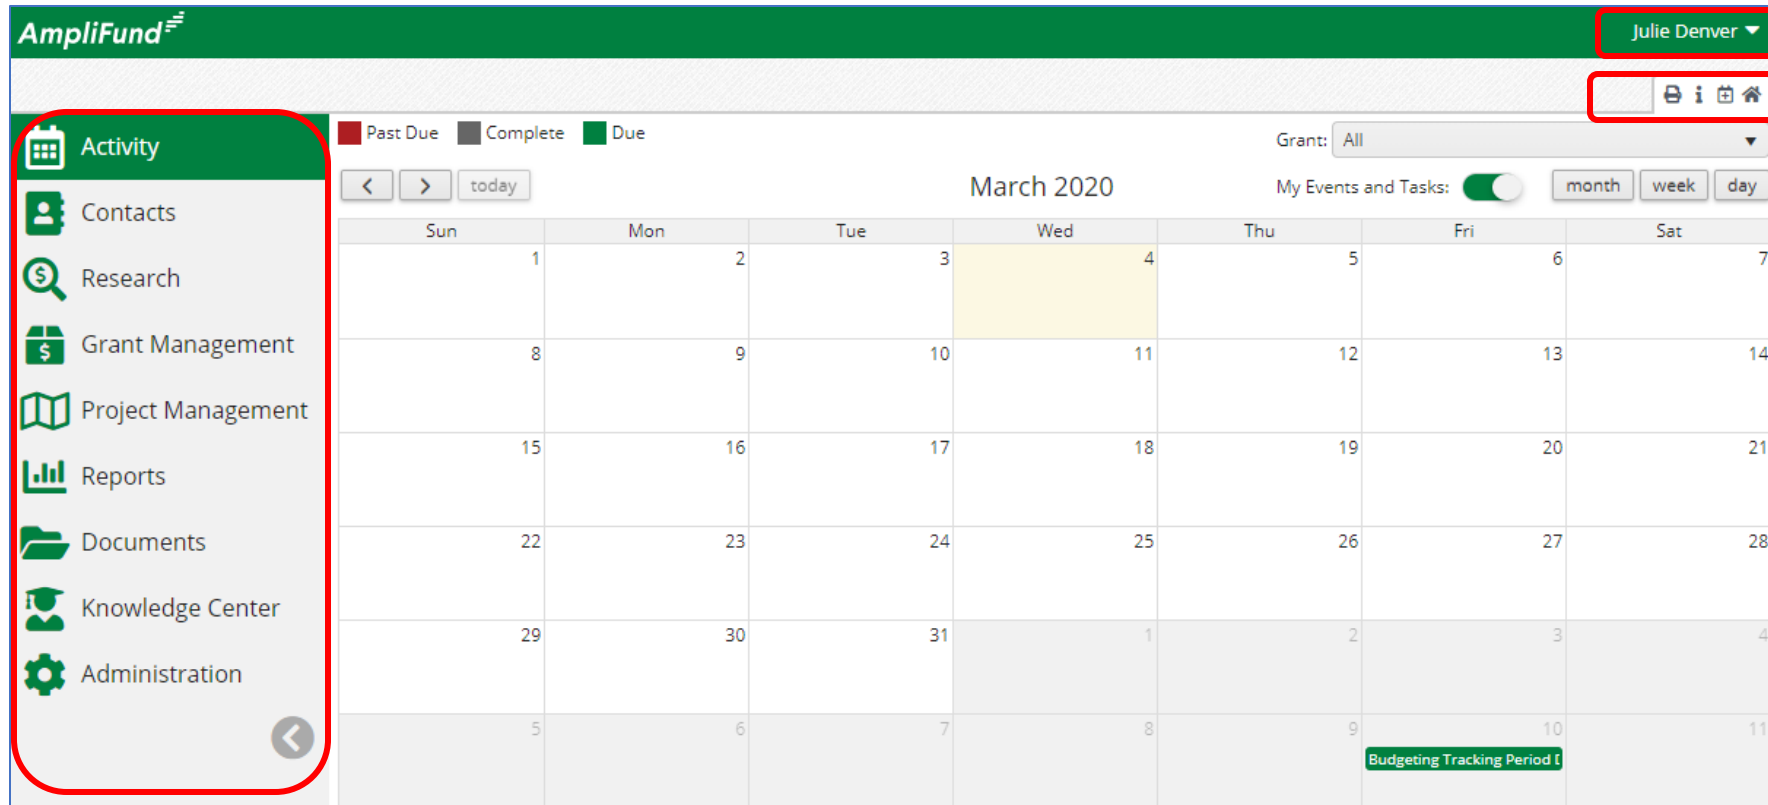 AmpliFund
Julie Denver
Activity
Contacts
Research
Grant Management
Project Management
Reports
Documents
Knowledge Center
Administration
Past Due Complete Due
Grant: All
today
March 2020
My Events and Tasks:
month week day
Sun Mon Tue Wed Thu Fri Sat
1 2 3 4 5 6 7
8 9 10 11 12 13 14
15 16 17 18 19 20 21
22 23 24 25 26 27 28
29 30 31 1 2 3 4
5 6 7 8 9 10 11
Budgeting Tracking Period